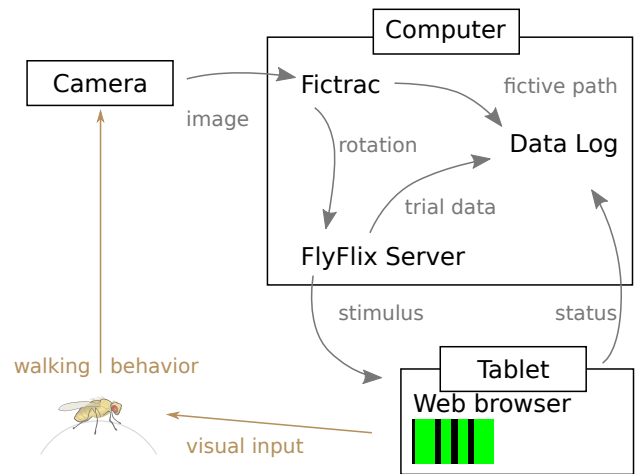 Computer
Camera
Fictrac
fictive path
image
rotation
Data Log
trial data
FlyFlix Server
stimulus
status
walking behavior
Tablet
Web browser
visual input